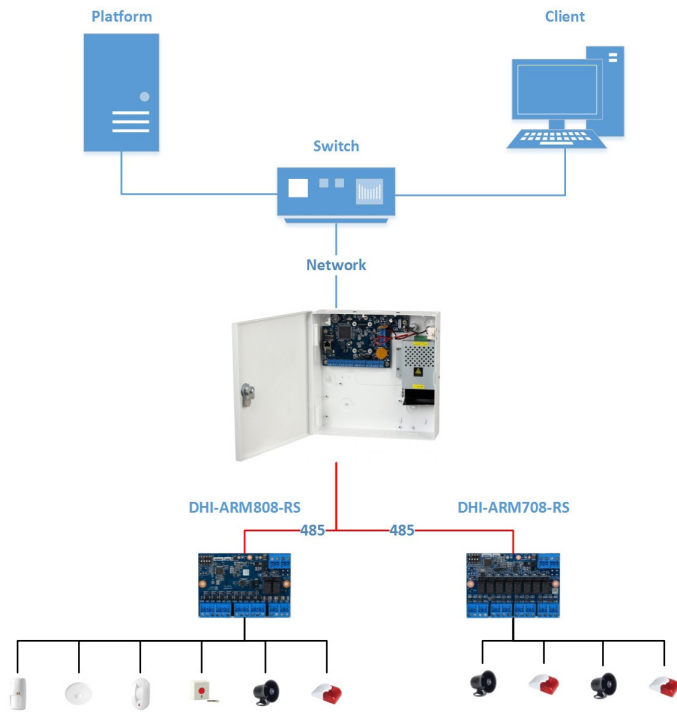 Platform
Client
Switch
Network
DHI-ARM808-RS
DHI-ARM708-RS
485
485